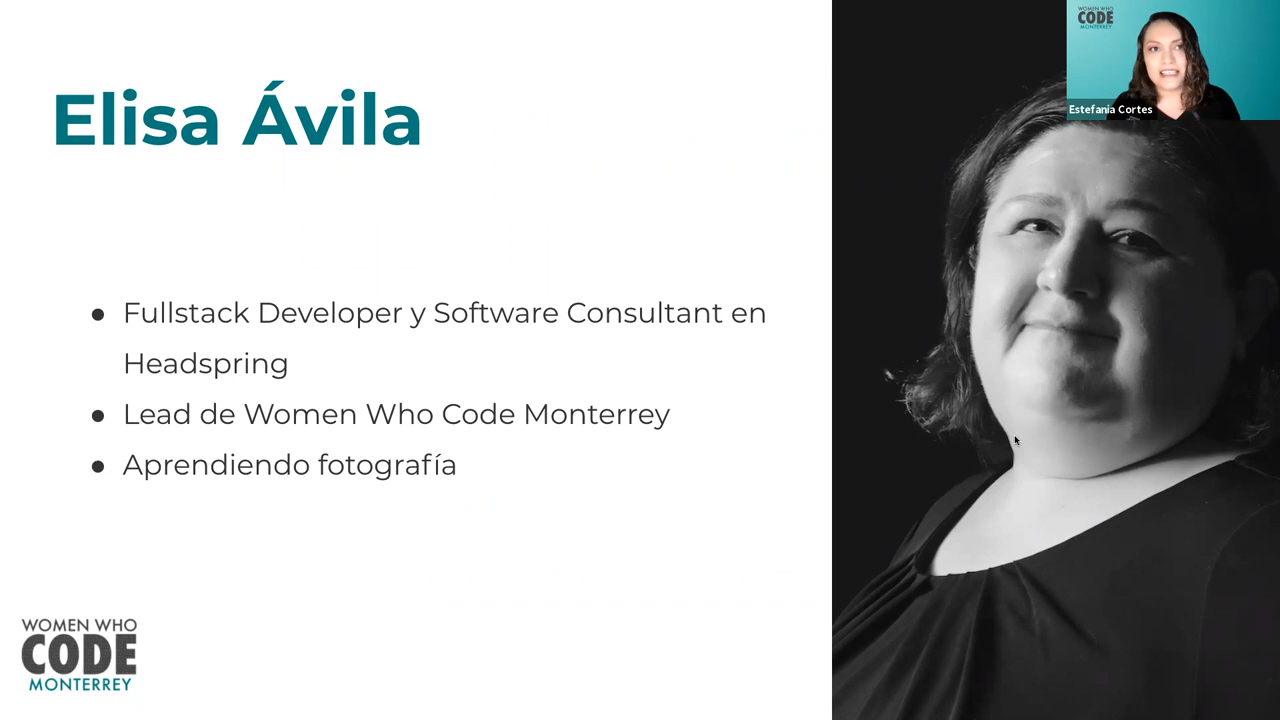 Elisa Ávila
● Fullstack Developer y Software Consultant en
Headspring
● Lead de Women Who Code Monterrey
● Aprendiendo fotografía
WOMEN WHO
CODE
MONTERREY
WOMEN WHO
CODE
MONTERREY
Estefania Cortes